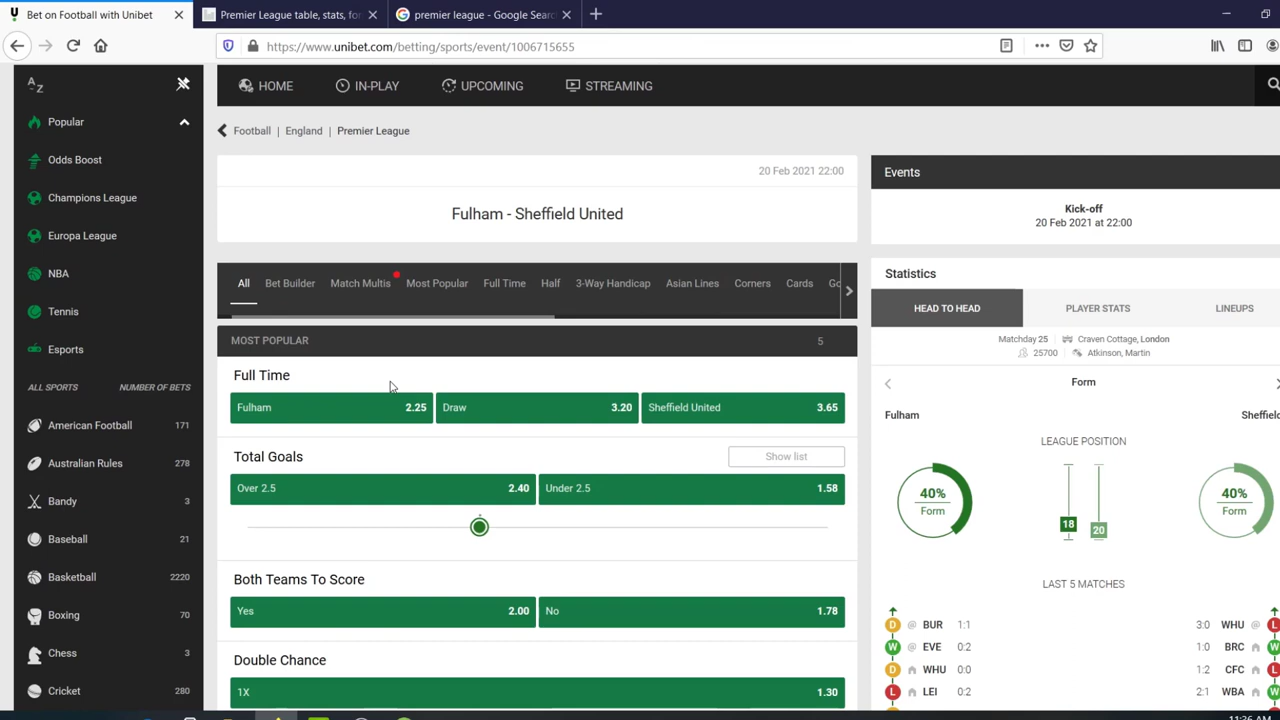 Bet on Football with Unibet
Premier League table, stats, for
premier league - Google Searc
https://www.unibet.com/betting/sports/event/1006715655
A Z
HOME
IN-PLAY
UPCOMING
STREAMING
Popular
Odds Boost
Champions League
Europa League
NBA
Tennis
Esports
ALL SPORTS NUMBER OF BETS
American Football 171
Australian Rules 278
Bandy 3
Baseball 21
Basketball 2220
Boxing 70
Chess 3
Cricket 280
Football | England | Premier League
20 Feb 2021 22:00
Fulham - Sheffield United
All Bet Builder Match Multis Most Popular Full Time Half 3-Way Handicap Asian Lines Corners Cards Go
MOST POPULAR 5
Full Time
Fulham 2.25 Draw 3.20 Sheffield United 3.65
Total Goals Show list
Over 2.5 2.40 Under 2.5 1.58
Both Teams To Score
Yes 2.00 No 1.78
Double Chance
1X 1.30
Events
Kick-off
20 Feb 2021 at 22:00
Statistics
HEAD TO HEAD PLAYER STATS LINEUPS
Matchday 25 Craven Cottage, London
25700 Atkinson, Martin
Form
Fulham Sheffield
LEAGUE POSITION
40% Form 18 20 40% Form
LAST 5 MATCHES
D @ BUR 1:1 3:0 WHU @ L
W @ EVE 0:2 1:0 BRC W
D WHU 0:0 1:2 CFC L
L LEI 0:2 2:1 WBA W